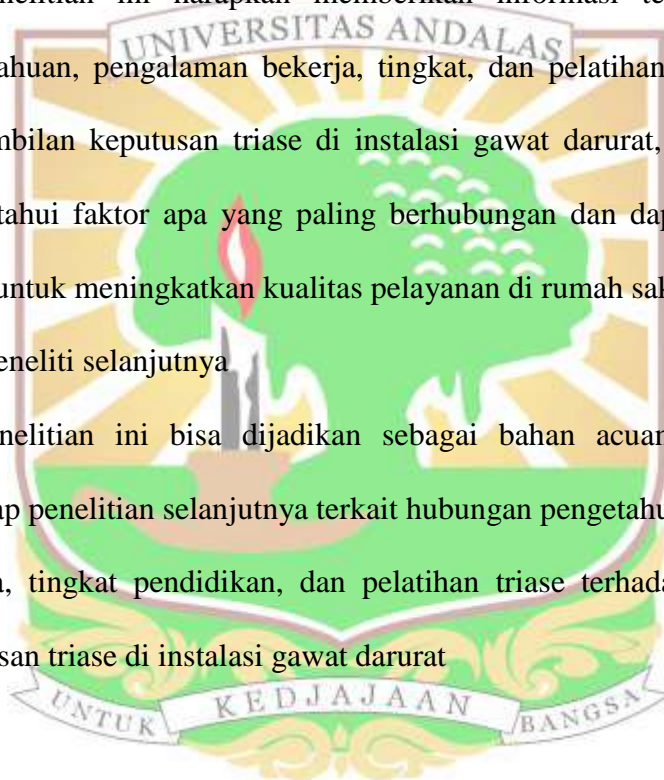 nelitian ini harapkan memberikan informasi te
UNIVERSITAS ANDALAS
ahuan, pengalaman bekerja, tingkat, dan pelatihan
mbilan keputusan triase di instalasi gawat darurat,
tahui faktor apa yang paling berhubungan dan dap
untuk meningkatkan kualitas pelayanan di rumah sak
eneliti selanjutnya
nelitian ini bisa dijadikan sebagai bahan acuan
ap penelitian selanjutnya terkait hubungan pengetahu
a, tingkat pendidikan, dan pelatihan triase terhada
san triase di instalasi gawat darurat
UNTUK KEDJAJAAN BANGSA